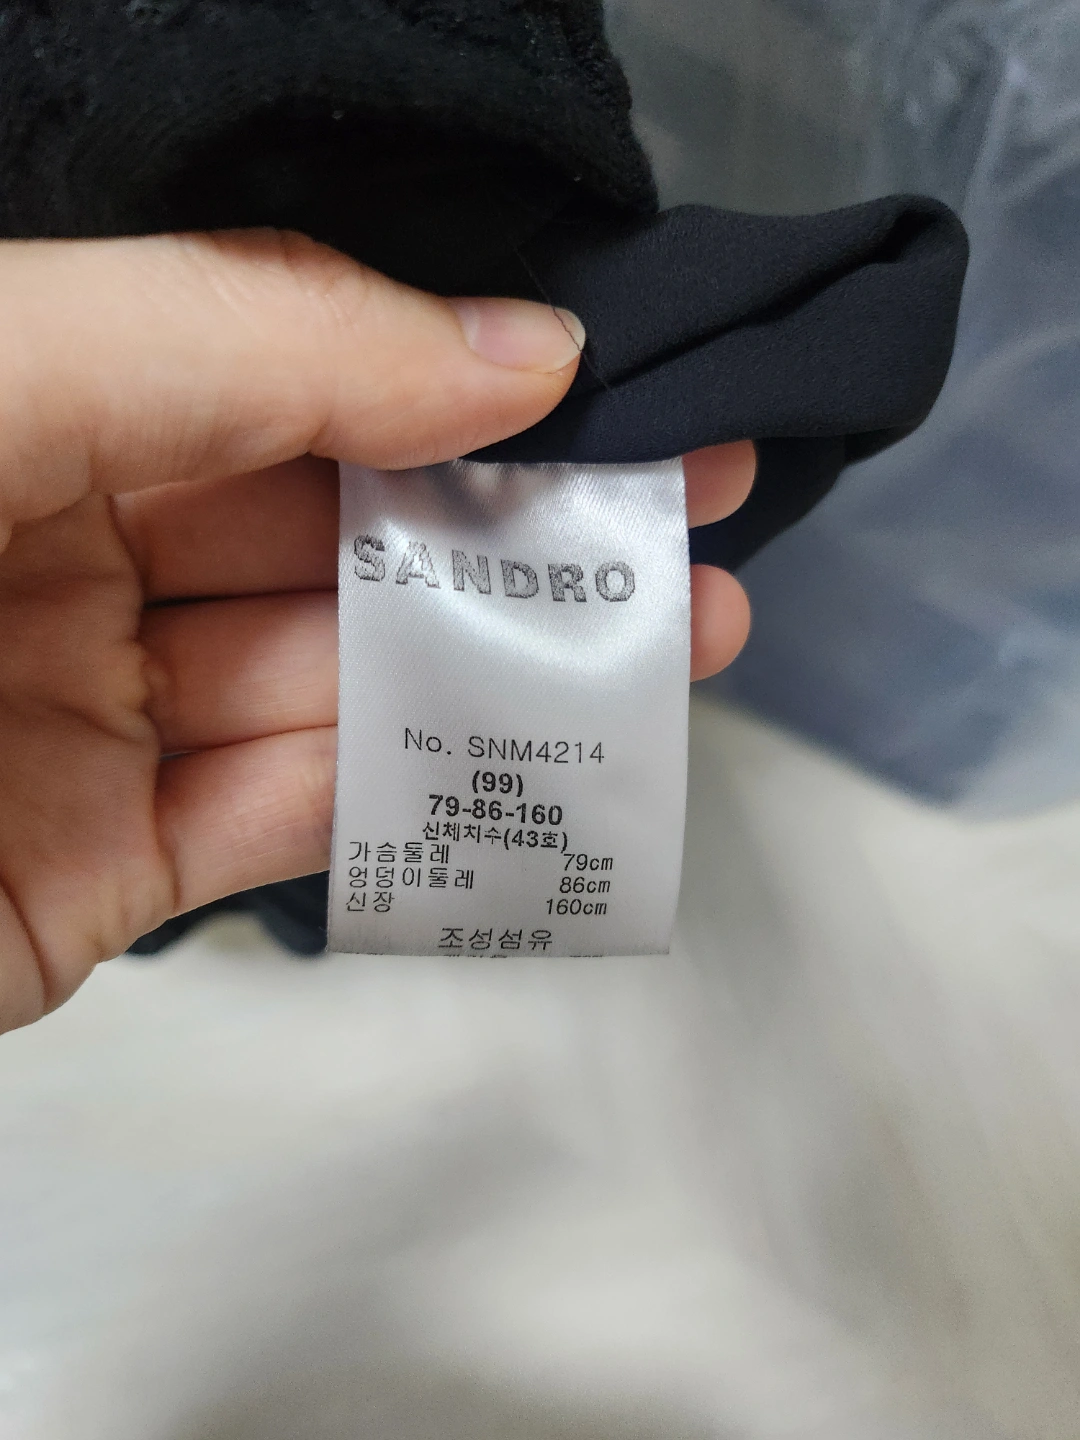 SANDRO
No. SNM4214
(99)
79-86-160
신체치수(43호)
가슴둘레 79cm
엉덩이둘레 86cm
신장 160cm
조성섬유